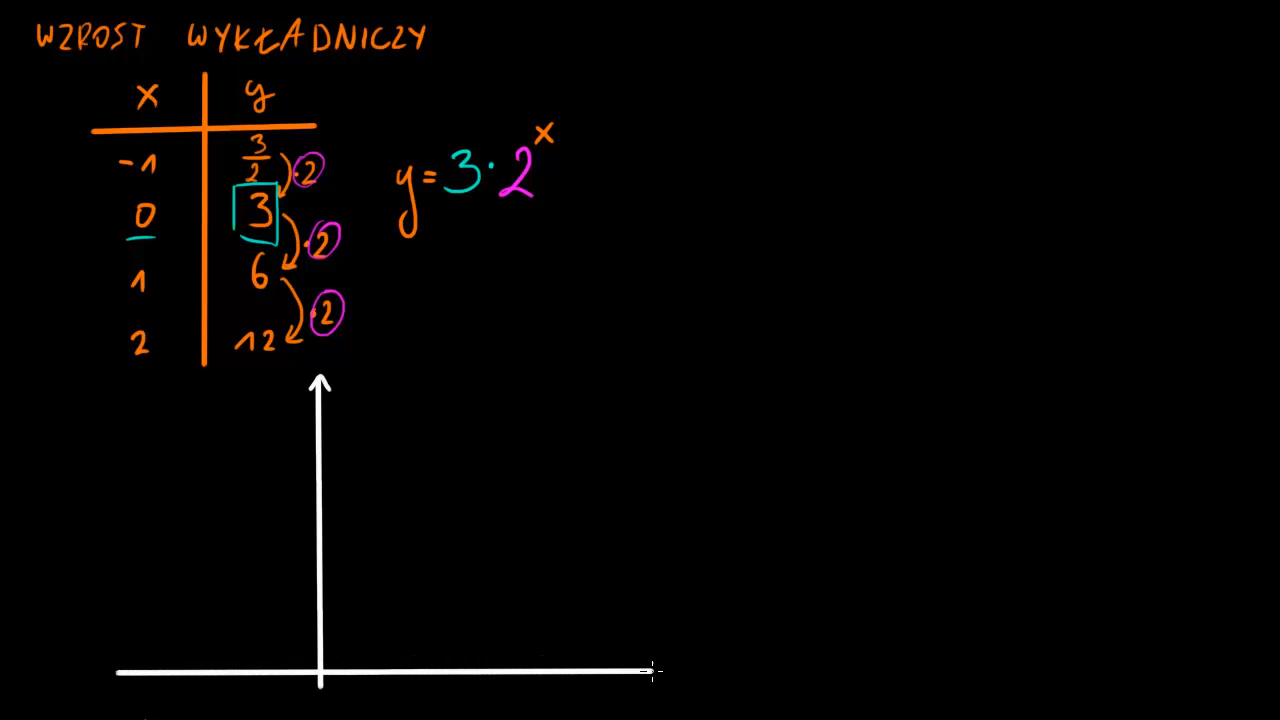 WZROST WYKŁADNICZY
x y
-1 3/2 ·2
0 3 ·2
1 6 ·2
2 12
y = 3 · 2^x